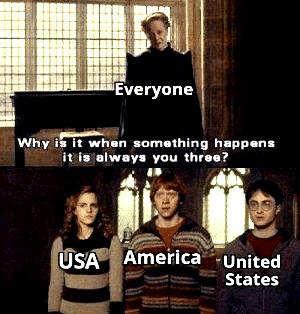 Everyone
Why is it when something happens
it is always you three?
USA
America
United
States